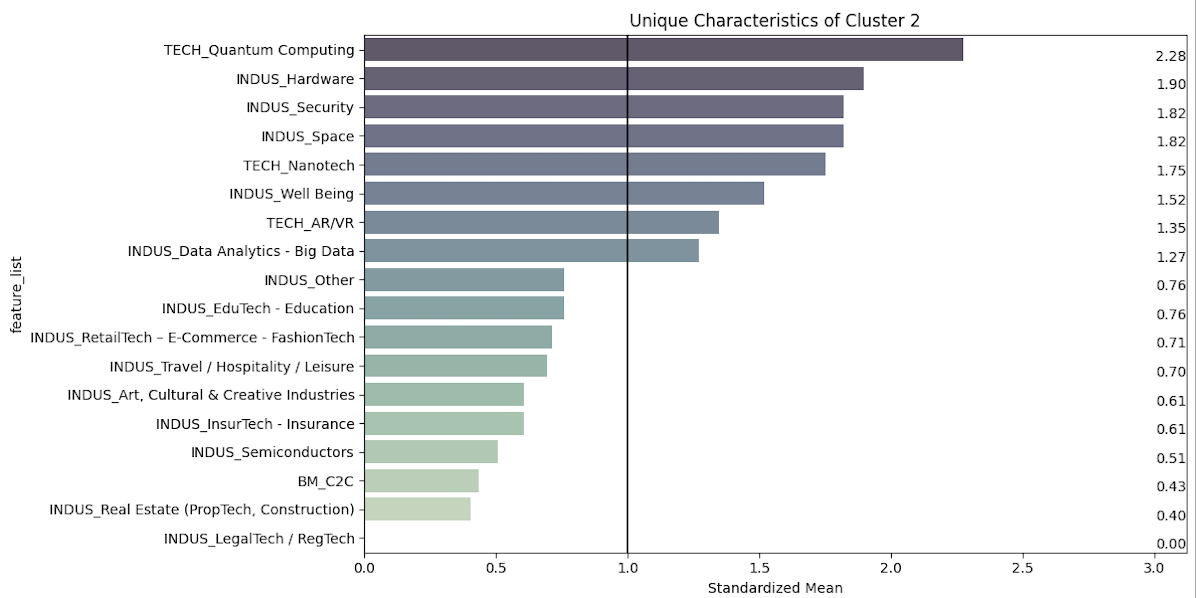 Unique Characteristics of Cluster 2
TECH_Quantum Computing 2.28
INDUS_Hardware 1.90
INDUS_Security 1.82
INDUS_Space 1.82
TECH_Nanotech 1.75
INDUS_Well Being 1.52
TECH_AR/VR 1.35
INDUS_Data Analytics - Big Data 1.27
INDUS_Other 0.76
INDUS_EduTech - Education 0.76
INDUS_RetailTech – E-Commerce - FashionTech 0.71
INDUS_Travel / Hospitality / Leisure 0.70
INDUS_Art, Cultural & Creative Industries 0.61
INDUS_InsurTech - Insurance 0.61
INDUS_Semiconductors 0.51
BM_C2C 0.43
INDUS_Real Estate (PropTech, Construction) 0.40
INDUS_LegalTech / RegTech 0.00
feature_list
0.0 0.5 1.0 1.5 2.0 2.5 3.0
Standardized Mean